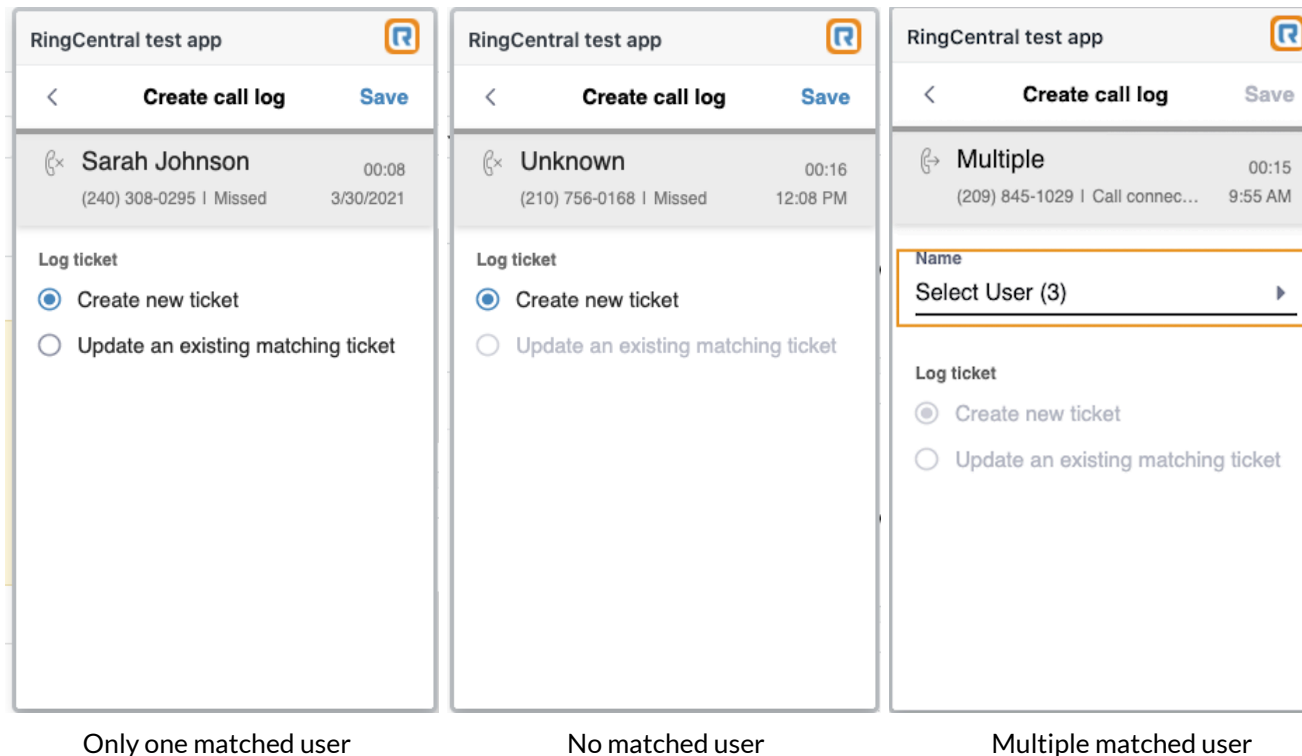 RingCentral test app
Create call log
Save
Sarah Johnson
00:08
(240) 308-0295 | Missed
3/30/2021
Log ticket
Create new ticket
Update an existing matching ticket
Only one matched user
RingCentral test app
Create call log
Save
Unknown
00:16
(210) 756-0168 | Missed
12:08 PM
Log ticket
Create new ticket
Update an existing matching ticket
No matched user
RingCentral test app
Create call log
Save
Multiple
00:15
(209) 845-1029 | Call connec...
9:55 AM
Name
Select User (3)
Log ticket
Create new ticket
Update an existing matching ticket
Multiple matched user